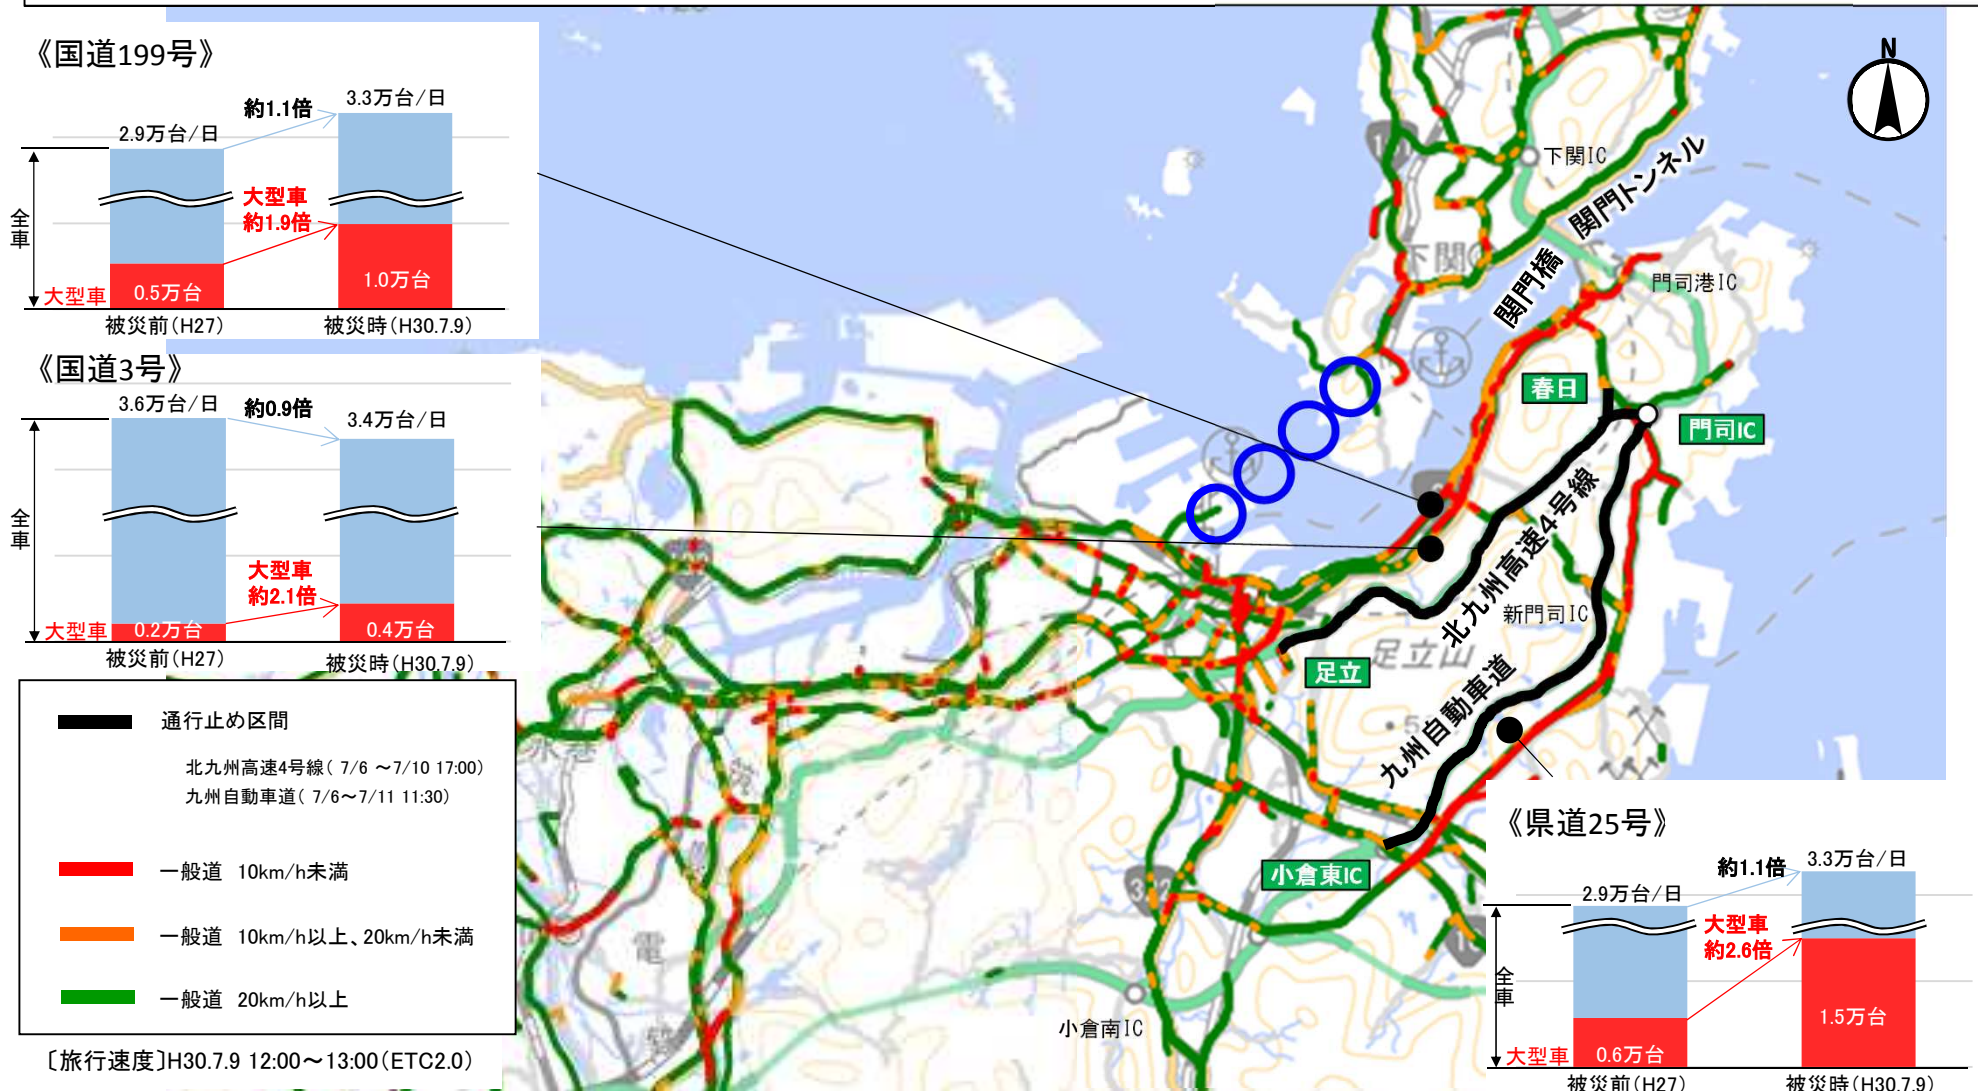 《国道199号》
約1.1倍
3.3万台/日
2.9万台/日
大型車
約1.9倍
全車
大型車
0.5万台
1.0万台
被災前(H27)
被災時(H30.7.9)
《国道3号》
3.6万台/日
約0.9倍
3.4万台/日
大型車
約2.1倍
全車
大型車
0.2万台
0.4万台
被災前(H27)
被災時(H30.7.9)
通行止め区間
北九州高速4号線( 7/6 ～7/10 17:00)
九州自動車道( 7/6～7/11 11:30)
一般道 10km/h未満
一般道 10km/h以上、20km/h未満
一般道 20km/h以上
〔旅行速度〕H30.7.9 12:00～13:00(ETC2.0)
N
下関IC
関門トンネル
下関
関門橋
門司港IC
春日
門司IC
北九州高速4号線
新門司IC
足立山
足立
九州自動車道
小倉東IC
小倉南IC
《県道25号》
約1.1倍
3.3万台/日
2.9万台/日
大型車
約2.6倍
全車
大型車
0.6万台
1.5万台
被災前(H27)
被災時(H30.7.9)